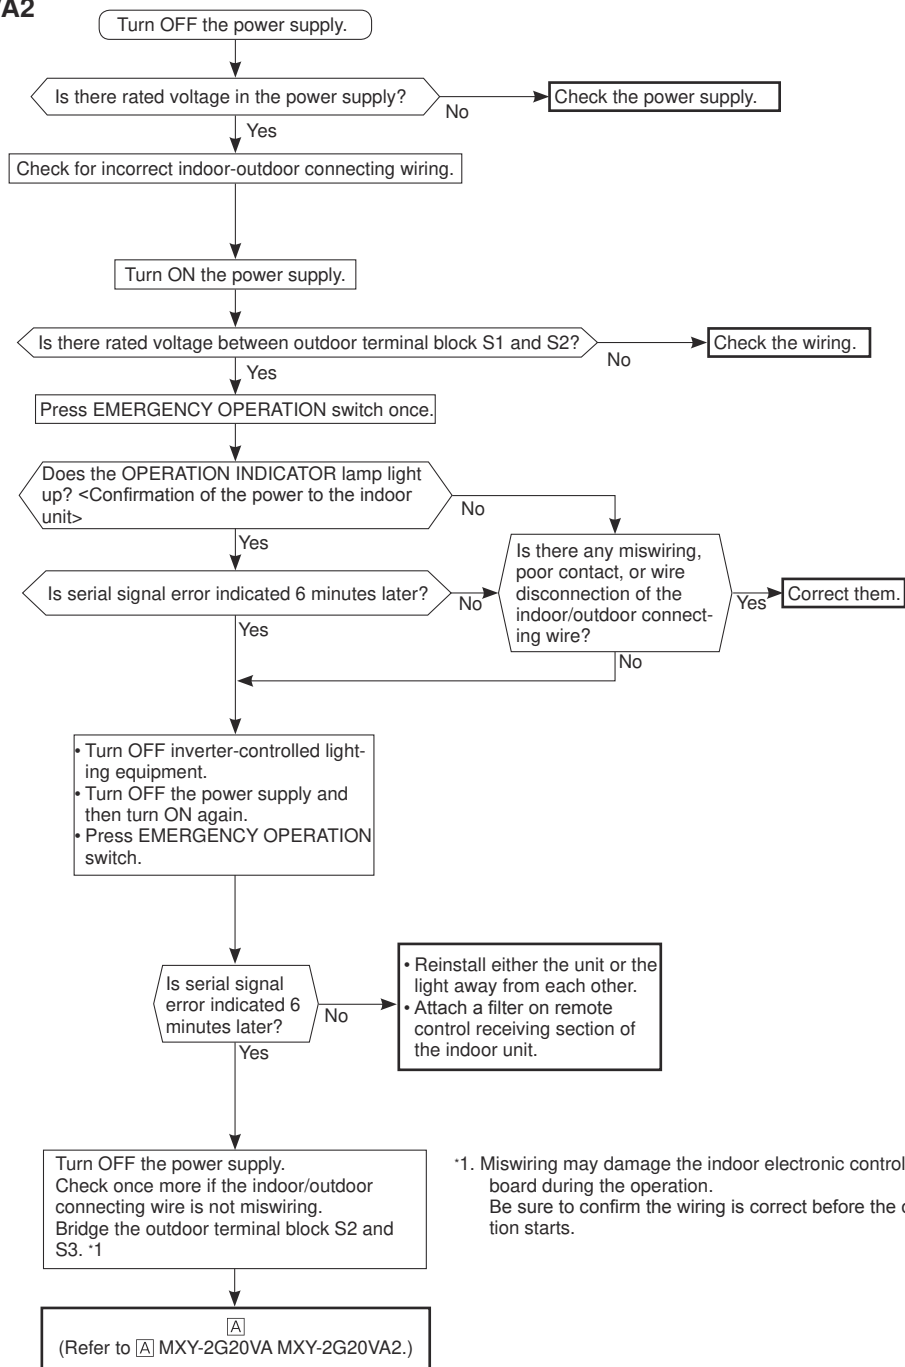 A2
Turn OFF the power supply.
Is there rated voltage in the power supply?
No
Check the power supply.
Yes
Check for incorrect indoor-outdoor connecting wiring.
Turn ON the power supply.
Is there rated voltage between outdoor terminal block S1 and S2?
No
Check the wiring.
Yes
Press EMERGENCY OPERATION switch once.
Does the OPERATION INDICATOR lamp light
up? <Confirmation of the power to the indoor
unit>
No
Yes
Is there any miswiring,
poor contact, or wire
disconnection of the
indoor/outdoor connect-
ing wire?
Yes
Correct them.
No
Is serial signal error indicated 6 minutes later?
No
Yes
• Turn OFF inverter-controlled light-
ing equipment.
• Turn OFF the power supply and
then turn ON again.
• Press EMERGENCY OPERATION
switch.
Is serial signal
error indicated 6
minutes later?
No
• Reinstall either the unit or the
light away from each other.
• Attach a filter on remote
control receiving section of
the indoor unit.
Yes
Turn OFF the power supply.
Check once more if the indoor/outdoor
connecting wire is not miswiring.
Bridge the outdoor terminal block S2 and
S3. *1
*1. Miswiring may damage the indoor electronic control
board during the operation.
Be sure to confirm the wiring is correct before the
tion starts.
A
(Refer to A MXY-2G20VA MXY-2G20VA2.)